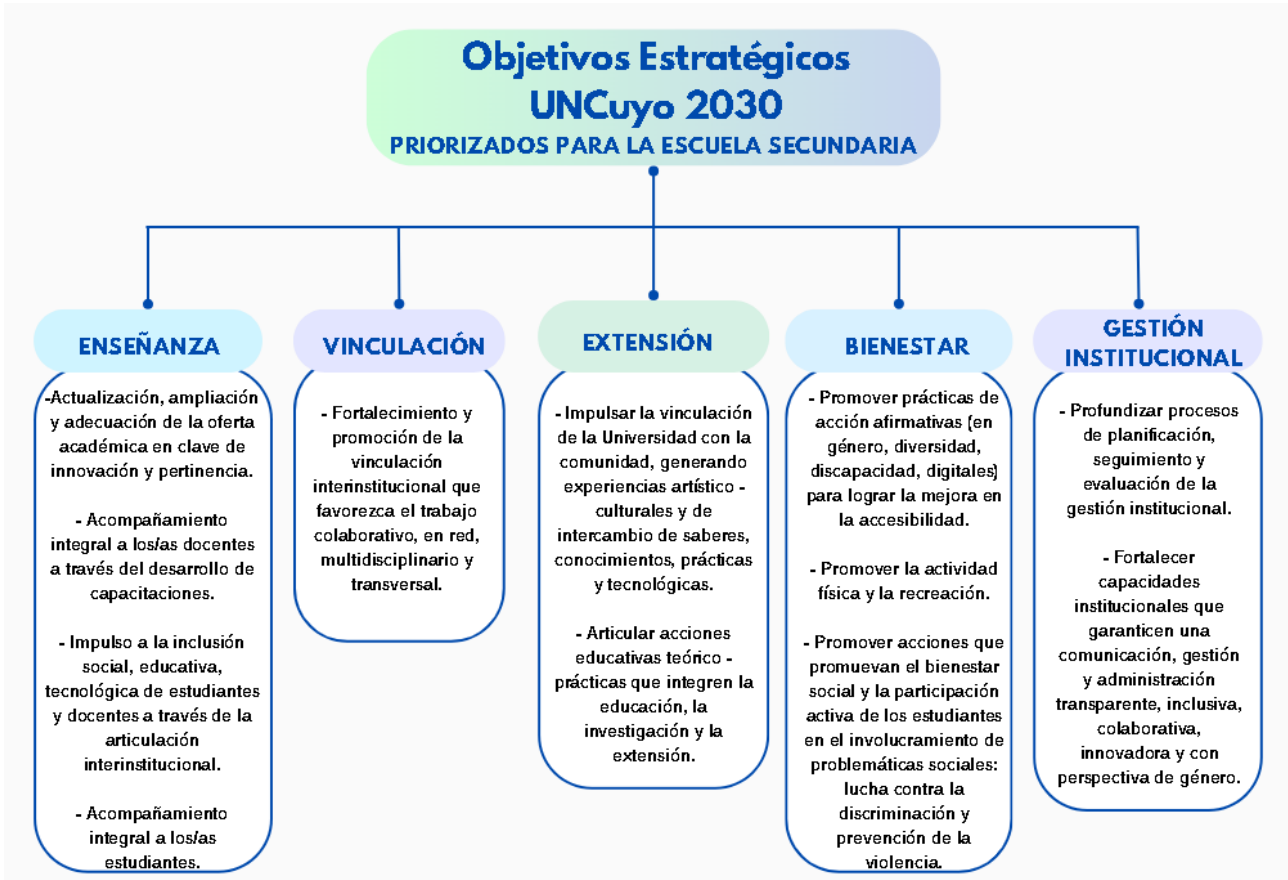 Objetivos Estratégicos
UNCuyo 2030
PRIORIZADOS PARA LA ESCUELA SECUNDARIA
ENSEÑANZA
-Actualización, ampliación
y adecuación de la oferta
académica en clave de
innovación y pertinencia.
- Acompañamiento
integral a los/as docentes
a través del desarrollo de
capacitaciones.
- Impulso a la inclusión
social, educativa,
tecnológica de estudiantes
y docentes a través de la
articulación
interinstitucional.
- Acompañamiento
integral a los/as
estudiantes.
VINCULACIÓN
- Fortalecimiento y
promoción de la
vinculación
interinstitucional que
favorezca el trabajo
colaborativo, en red,
multidisciplinario y
transversal.
EXTENSIÓN
- Impulsar la vinculación
de la Universidad con la
comunidad, generando
experiencias artístico -
culturales y de
intercambio de saberes,
conocimientos, prácticas
y tecnológicas.
- Articular acciones
educativas teórico -
prácticas que integren la
educación, la
investigación y la
extensión.
BIENESTAR
- Promover prácticas de
acción afirmativas (en
género, diversidad,
discapacidad, digitales)
para lograr la mejora en
la accesibilidad.
- Promover la actividad
física y la recreación.
- Promover acciones que
promuevan el bienestar
social y la participación
activa de los estudiantes
en el involucramiento de
problemáticas sociales:
lucha contra la
discriminación y
prevención de la
violencia.
GESTIÓN
INSTITUCIONAL
- Profundizar procesos
de planificación,
seguimiento y
evaluación de la
gestión institucional.
- Fortalecer
capacidades
institucionales que
garanticen una
comunicación, gestión
y administración
transparente, inclusiva,
colaborativa,
innovadora y con
perspectiva de género.